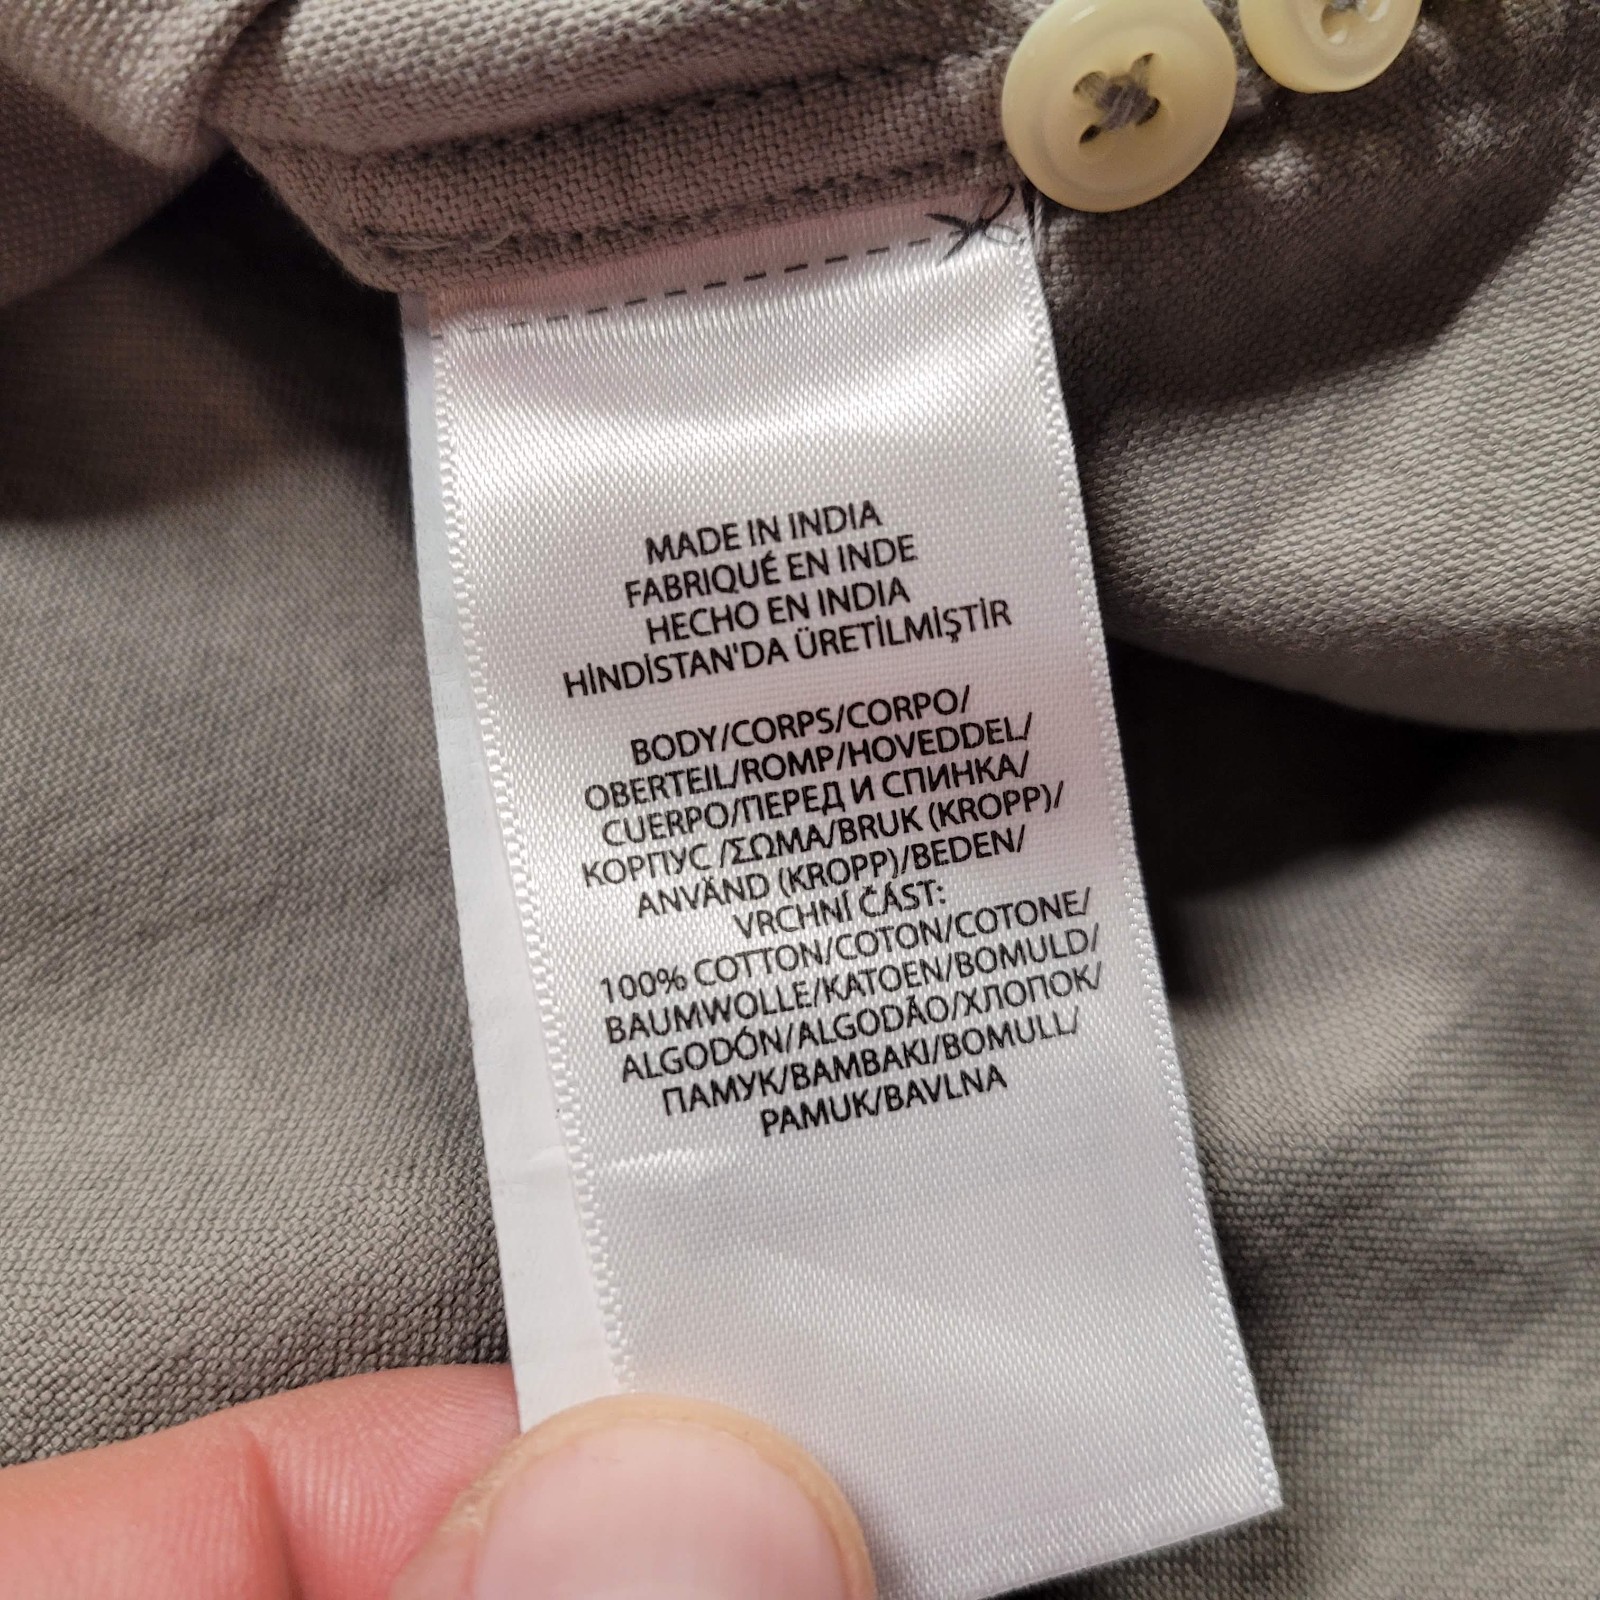 MADE IN INDIA
FABRIQUÉ EN INDE
HECHO EN INDIA
HİNDİSTAN'DA ÜRETİLMİŞTİR
BODY/CORPS/CORPO/
OBERTEIL/ROMP/HOVEDDEL/
CUERPO/ПЕРЕД И СПИНКА/
КОРПУС /ΣΩΜΑ/BRUK (KROPP)/
ANVÄND (KROPP)/BEDEN/
VRCHNÍ ČÁST:
100% COTTON/COTON/COTONE/
BAUMWOLLE/KATOEN/BOMULD/
ALGODÓN/ALGODÃO/ХЛОПОК/
ПАМУК/BAMBAKI/BOMULL/
PAMUK/BAVLNA